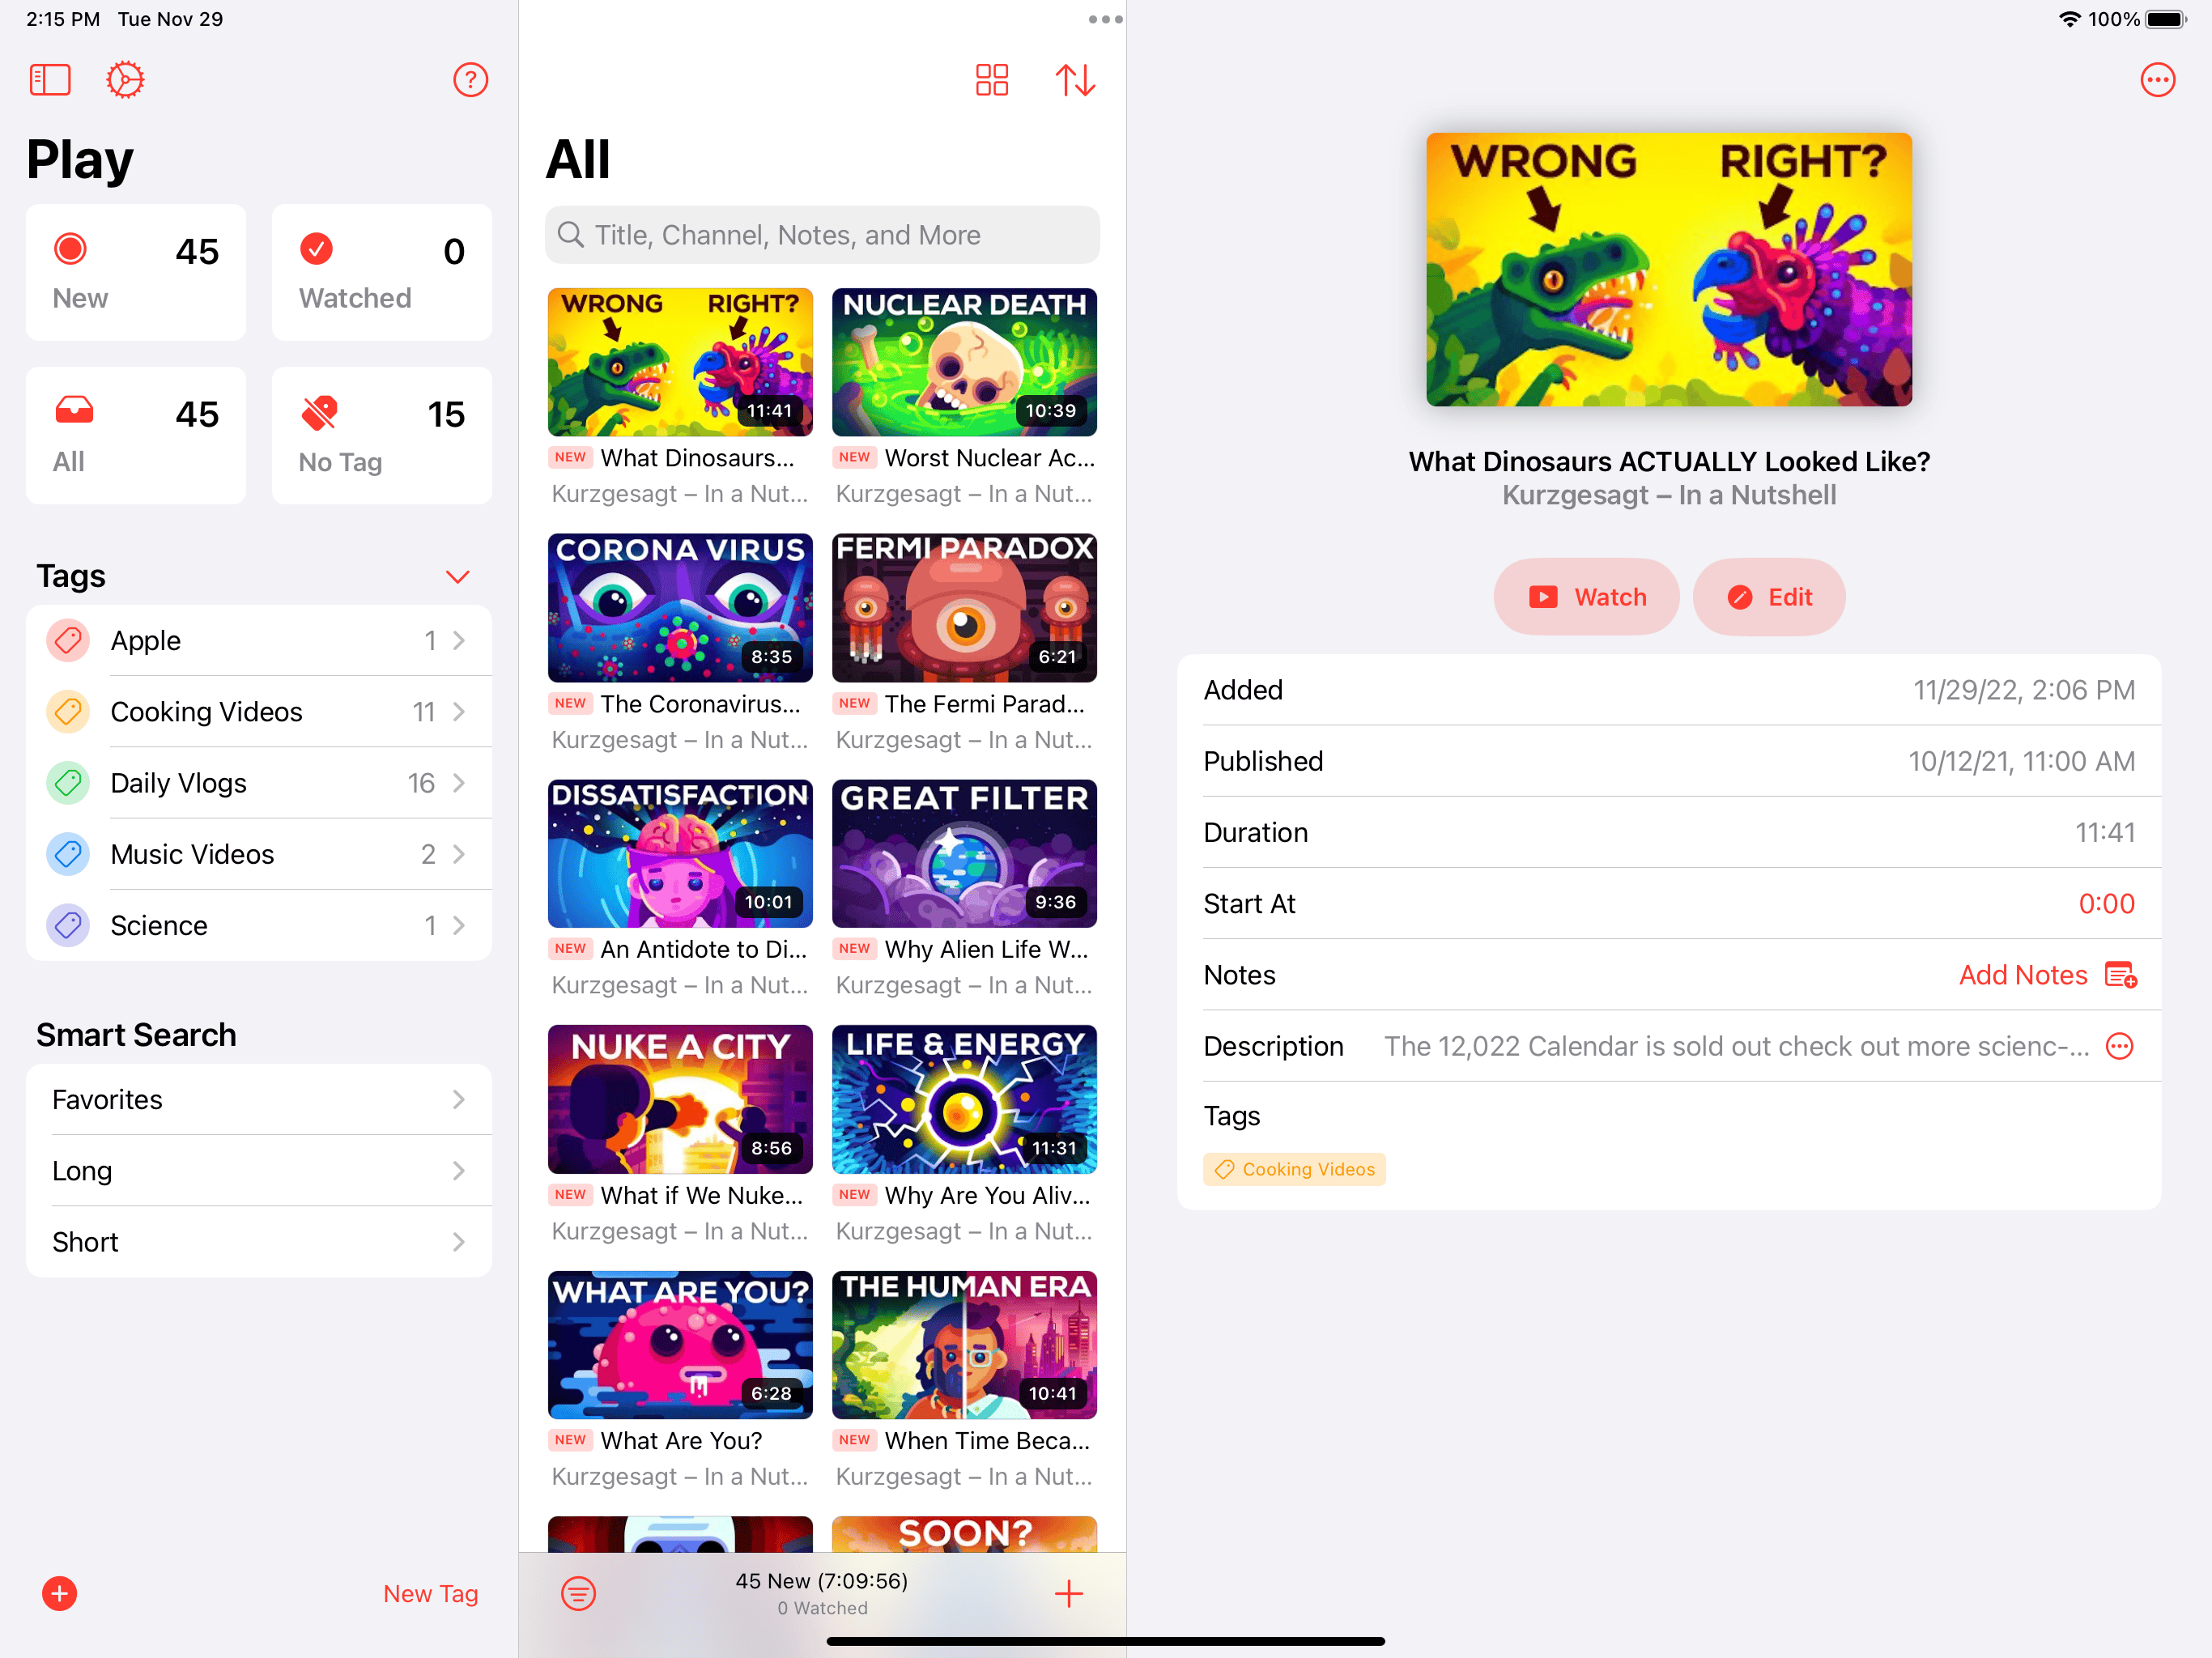 2:15 PM Tue Nov 29
100%
Play
45
New
0
Watched
45
All
15
No Tag
Tags
Apple 1
Cooking Videos 11
Daily Vlogs 16
Music Videos 2
Science 1
Smart Search
Favorites
Long
Short
New Tag
All
Title, Channel, Notes, and More
WRONG RIGHT?
11:41
NEW What Dinosaurs...
Kurzgesagt – In a Nut...
NUCLEAR DEATH
10:39
NEW Worst Nuclear Ac...
Kurzgesagt – In a Nut...
CORONA VIRUS
8:35
NEW The Coronavirus...
Kurzgesagt – In a Nut...
FERMI PARADOX
6:21
NEW The Fermi Parad...
Kurzgesagt – In a Nut...
DISSATISFACTION
10:01
NEW An Antidote to Di...
Kurzgesagt – In a Nut...
GREAT FILTER
9:36
NEW Why Alien Life W...
Kurzgesagt – In a Nut...
NUKE A CITY
8:56
NEW What if We Nuke...
Kurzgesagt – In a Nut...
LIFE & ENERGY
11:31
NEW Why Are You Aliv...
Kurzgesagt – In a Nut...
WHAT ARE YOU?
6:28
NEW What Are You?
Kurzgesagt – In a Nut...
THE HUMAN ERA
10:41
NEW When Time Beca...
Kurzgesagt – In a Nut...
SOON?
45 New (7:09:56)
0 Watched
WRONG RIGHT?
What Dinosaurs ACTUALLY Looked Like?
Kurzgesagt – In a Nutshell
Watch
Edit
Added 11/29/22, 2:06 PM
Published 10/12/21, 11:00 AM
Duration 11:41
Start At 0:00
Notes Add Notes
Description The 12,022 Calendar is sold out check out more scienc-...
Tags
Cooking Videos